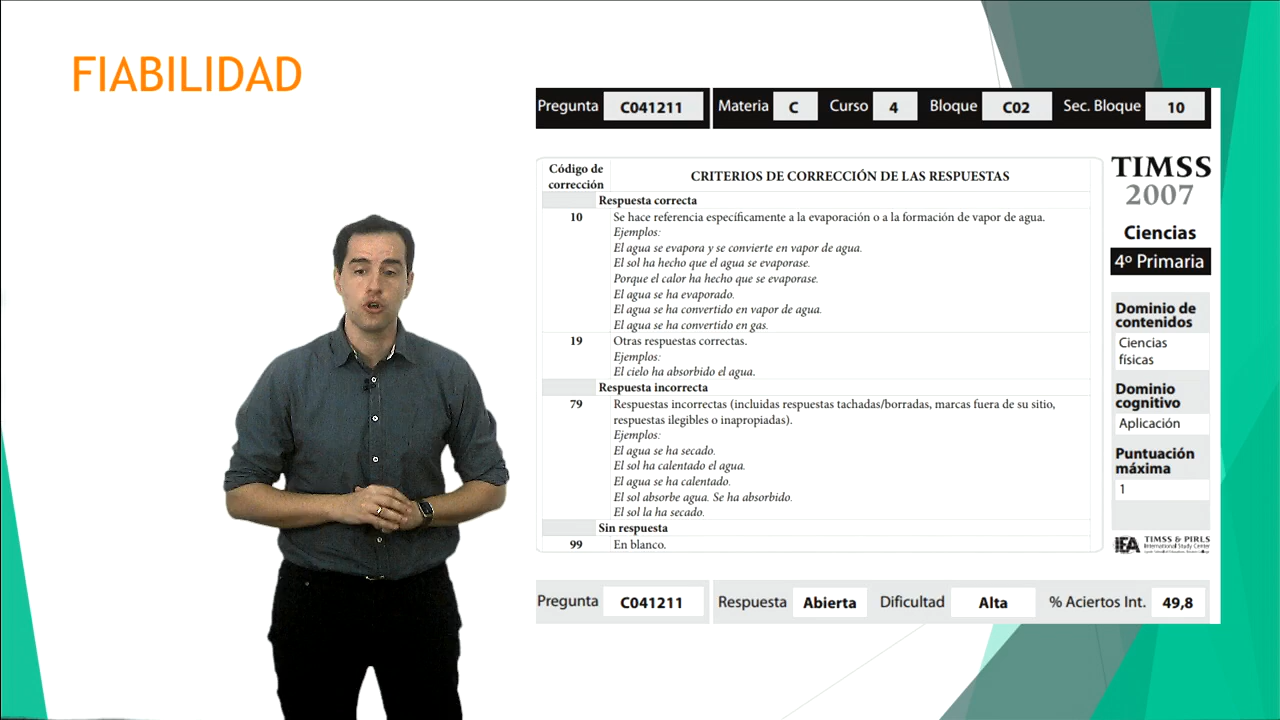 FIABILIDAD
Pregunta C041211 Materia C Curso 4 Bloque C02 Sec. Bloque 10
Código de corrección
CRITERIOS DE CORRECCIÓN DE LAS RESPUESTAS
Respuesta correcta
10 Se hace referencia específicamente a la evaporación o a la formación de vapor de agua.
Ejemplos:
El agua se evapora y se convierte en vapor de agua.
El sol ha hecho que el agua se evaporase.
Porque el calor ha hecho que se evaporase.
El agua se ha evaporado.
El agua se ha convertido en vapor de agua.
El agua se ha convertido en gas.
19 Otras respuestas correctas.
Ejemplos:
El cielo ha absorbido el agua.
Respuesta incorrecta
79 Respuestas incorrectas (incluidas respuestas tachadas/borradas, marcas fuera de su sitio,
respuestas ilegibles o inapropiadas).
Ejemplos:
El agua se ha secado.
El sol ha calentado el agua.
El agua se ha calentado.
El sol absorbe agua. Se ha absorbido.
El sol la ha secado.
Sin respuesta
99 En blanco.
TIMSS
2007
Ciencias
4º Primaria
Dominio de
contenidos
Ciencias
físicas
Dominio
cognitivo
Aplicación
Puntuación
máxima
1
IEA TIMSS & PIRLS
International Study Center
Pregunta C041211 Respuesta Abierta Dificultad Alta % Aciertos Int. 49,8